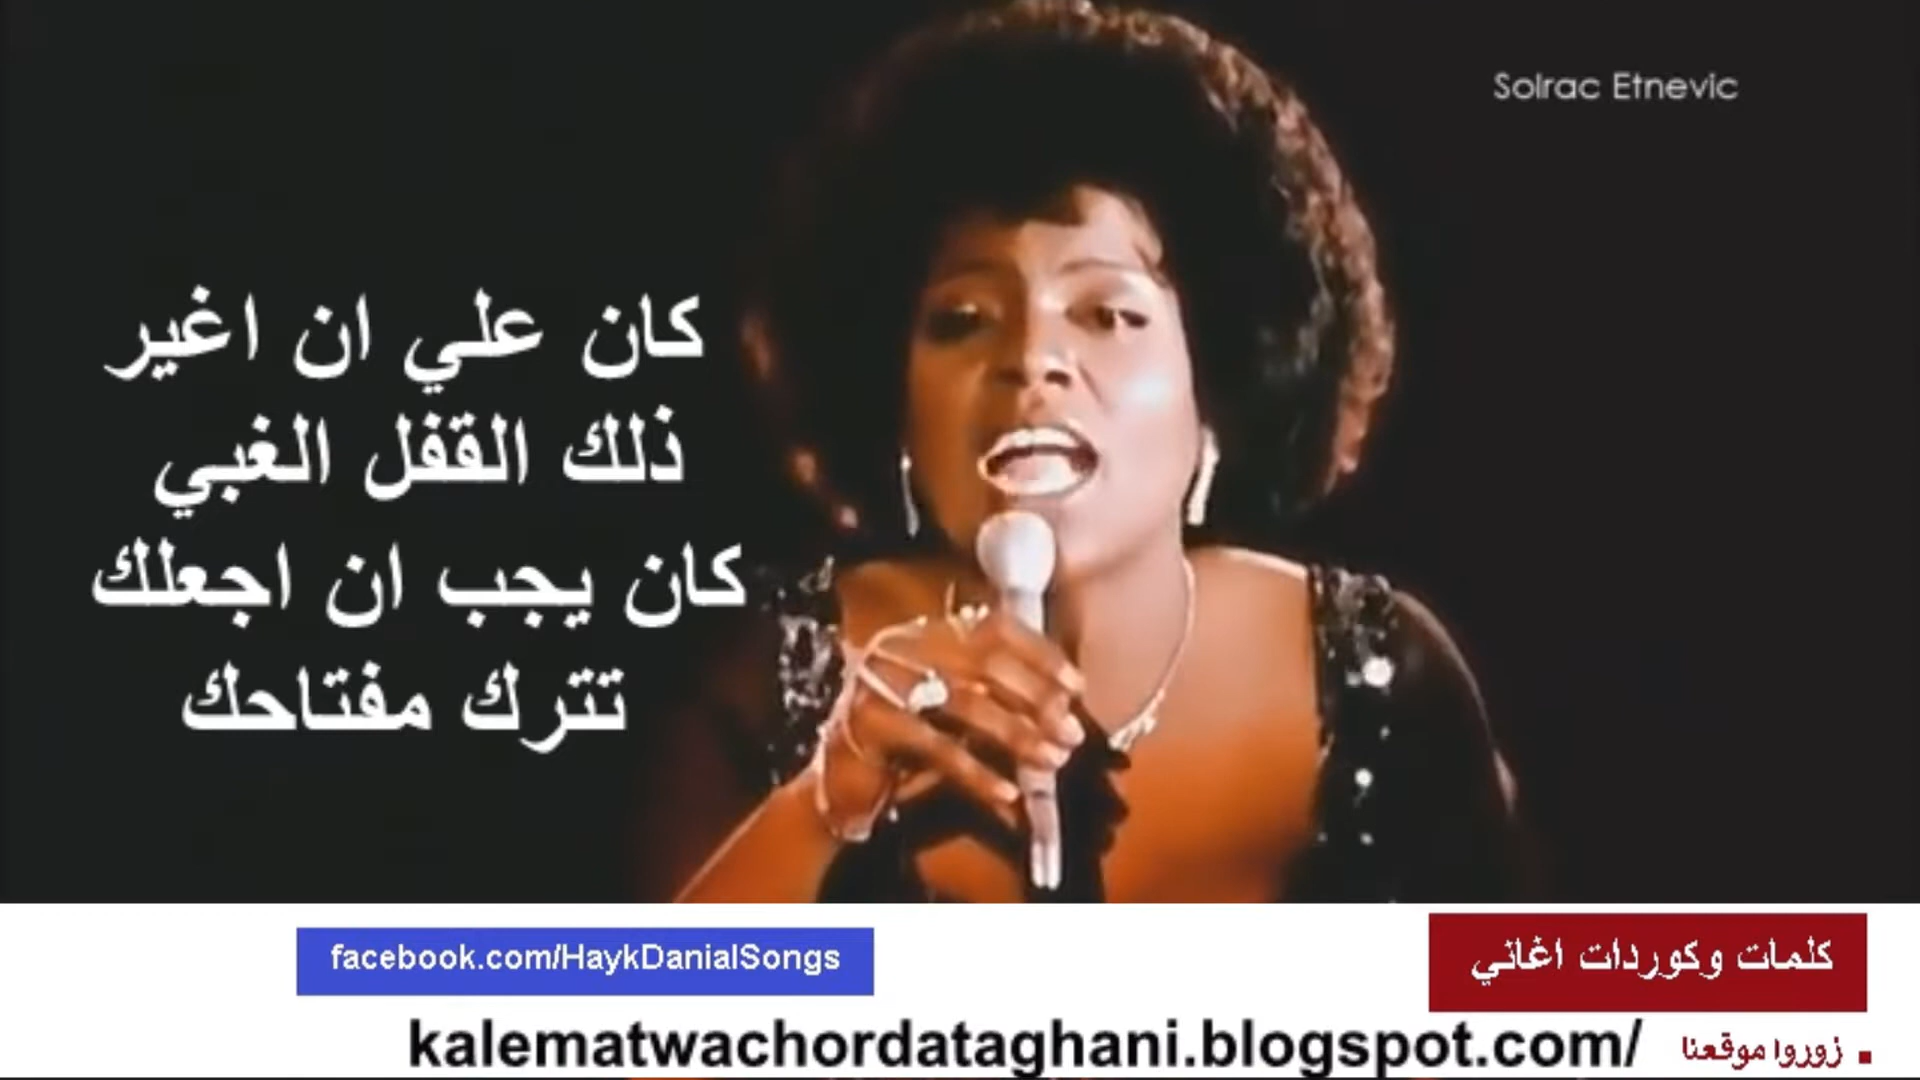 Solrac Etnevic
كان علي ان اغير
ذلك القفل الغبي
كان يجب ان اجعلك
تترك مفتاحك
facebook.com/HaykDanialSongs
كلمات وكوردات اغاني
kalematwachordataghani.blogspot.com/
زوروا موقعنا